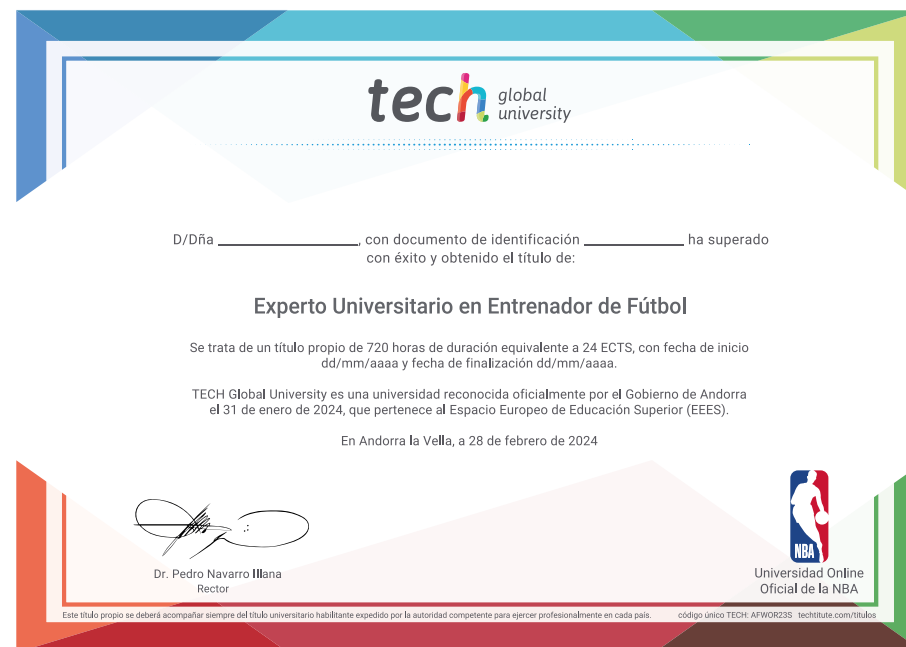 tech global
university
D/Dña ____________________, con documento de identificación ______________ ha superado
con éxito y obtenido el título de:
Experto Universitario en Entrenador de Fútbol
Se trata de un título propio de 720 horas de duración equivalente a 24 ECTS, con fecha de inicio
dd/mm/aaaa y fecha de finalización dd/mm/aaaa.
TECH Global University es una universidad reconocida oficialmente por el Gobierno de Andorra
el 31 de enero de 2024, que pertenece al Espacio Europeo de Educación Superior (EEES).
En Andorra la Vella, a 28 de febrero de 2024
Dr. Pedro Navarro Illana
Rector
NBA
Universidad Online
Oficial de la NBA
Este título propio se deberá acompañar siempre del título universitario habilitante expedido por la autoridad competente para ejercer profesionalmente en cada país. código único TECH: AFWOR23S techtitute.com/titulos